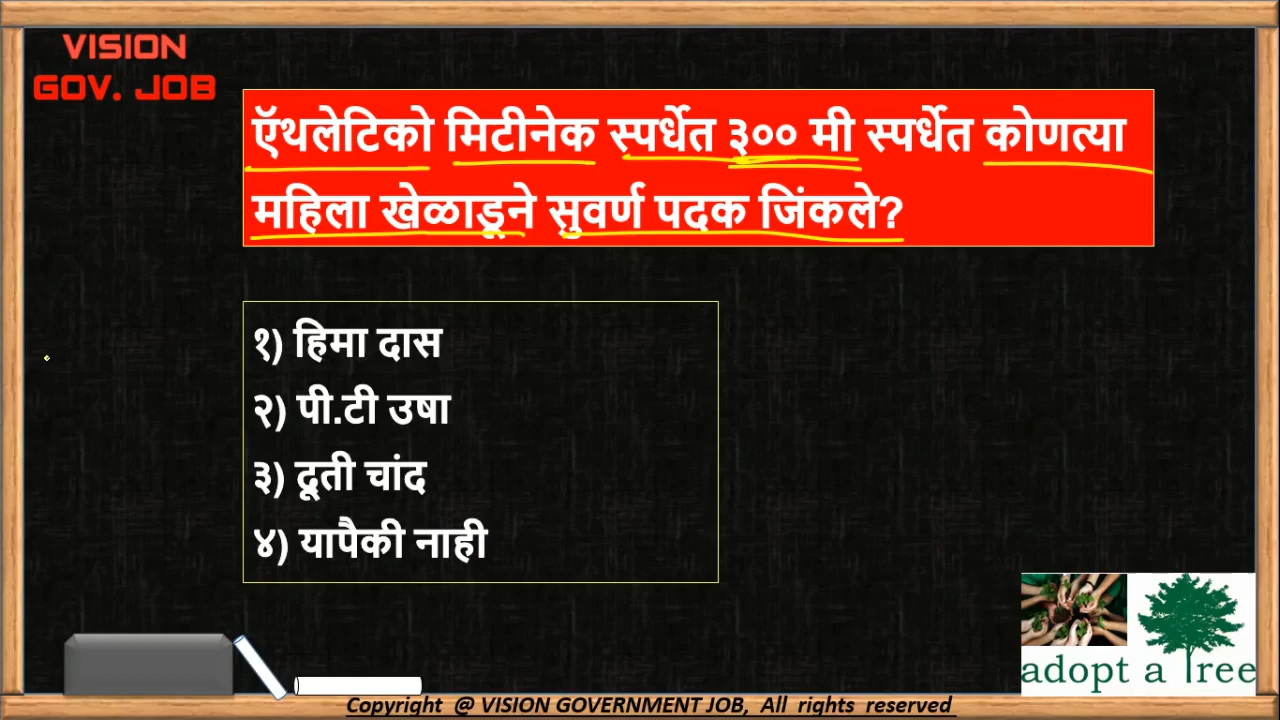 VISION
GOV. JOB
ऍथलेटिको मिटीनेक स्पर्धेत ३०० मी स्पर्धेत कोणत्या
महिला खेळाडूने सुवर्ण पदक जिंकले?
१) हिमा दास
२) पी.टी उषा
३) दूती चांद
४) यापैकी नाही
adopt a Tree
Copyright @ VISION GOVERNMENT JOB, All rights reserved